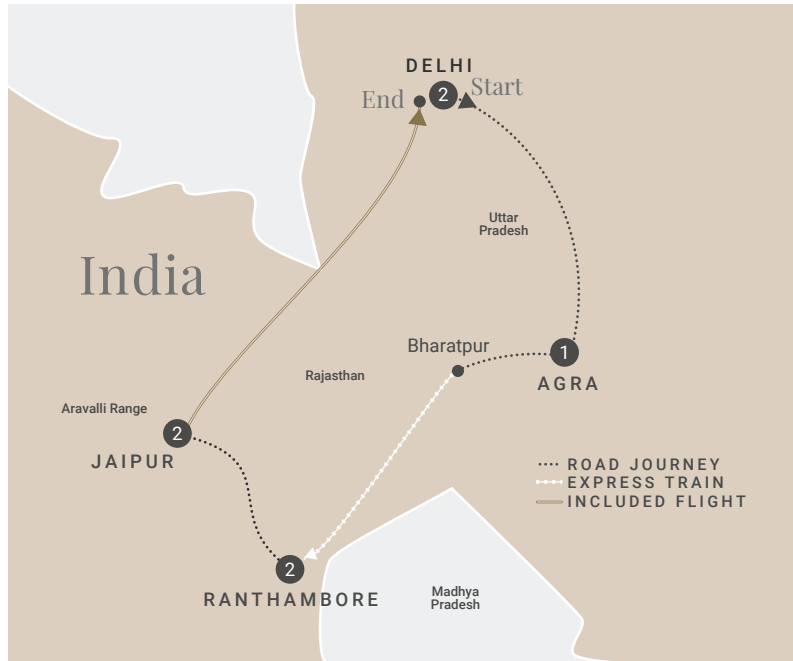 DELHI
End
2
Start
Uttar
Pradesh
India
Bharatpur
1
AGRA
Rajasthan
Aravalli Range
2
JAIPUR
ROAD JOURNEY
EXPRESS TRAIN
INCLUDED FLIGHT
2
RANTHAMBORE
Madhya
Pradesh